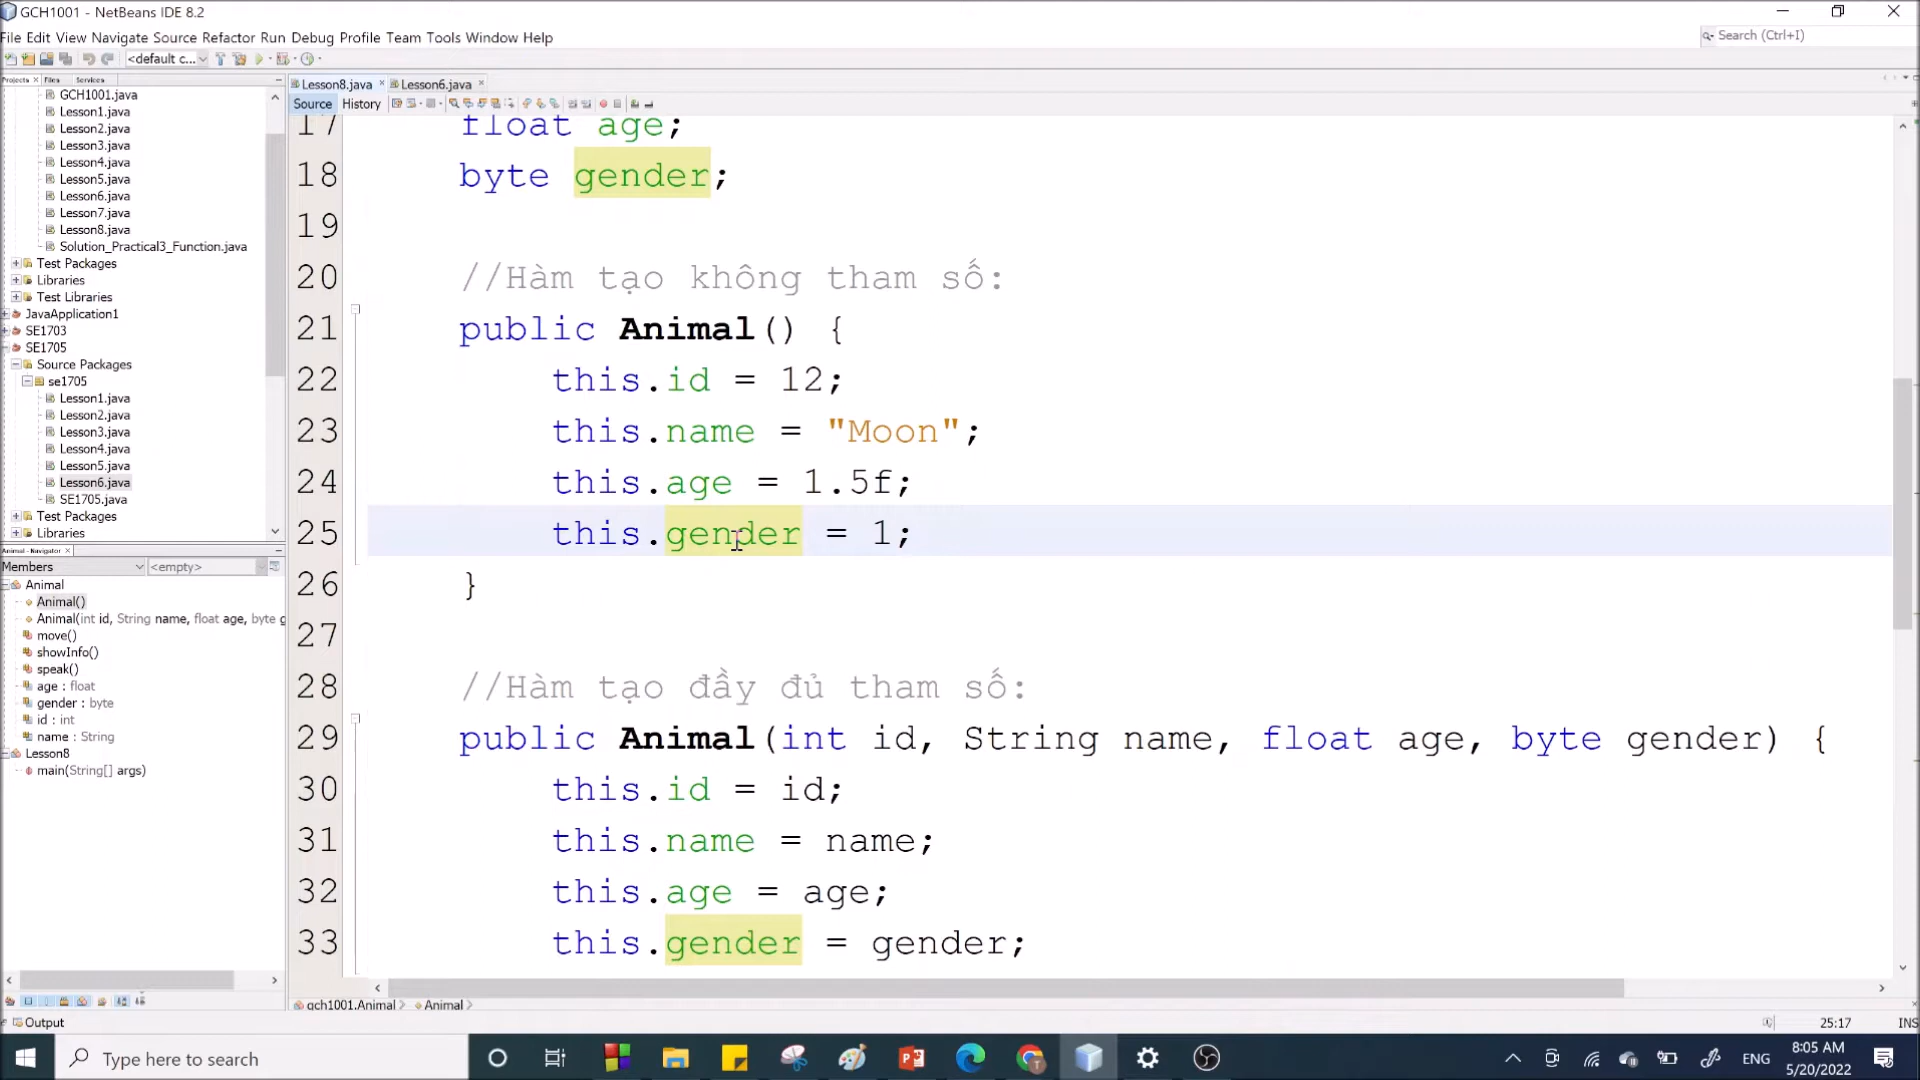 GCH1001 - NetBeans IDE 8.2
File Edit View Navigate Source Refactor Run Debug Profile Team Tools Window Help
Search (Ctrl+I)
<default c...
Projects Files Services
GCH1001.java
Lesson1.java
Lesson2.java
Lesson3.java
Lesson4.java
Lesson5.java
Lesson6.java
Lesson7.java
Lesson8.java
Solution_Practical3_Function.java
Test Packages
Libraries
Test Libraries
JavaApplication1
SE1703
SE1705
Source Packages
se1705
Lesson1.java
Lesson2.java
Lesson3.java
Lesson4.java
Lesson5.java
Lesson6.java
SE1705.java
Test Packages
Libraries
Animal - Navigator
Members <empty>
Animal
Animal()
Animal(int id, String name, float age, byte g
move()
showInfo()
speak()
age : float
gender : byte
id : int
name : String
Lesson8
main(String[] args)
Lesson8.java Lesson6.java
Source History
17 float age;
18 byte gender;
19
20 //Hàm tạo không tham số:
21 public Animal() {
22 this.id = 12;
23 this.name = "Moon";
24 this.age = 1.5f;
25 this.gender = 1;
26 }
27
28 //Hàm tạo đầy đủ tham số:
29 public Animal(int id, String name, float age, byte gender) {
30 this.id = id;
31 this.name = name;
32 this.age = age;
33 this.gender = gender;
gch1001.Animal Animal
Output
25:17 INS
Type here to search
ENG
8:05 AM
5/20/2022